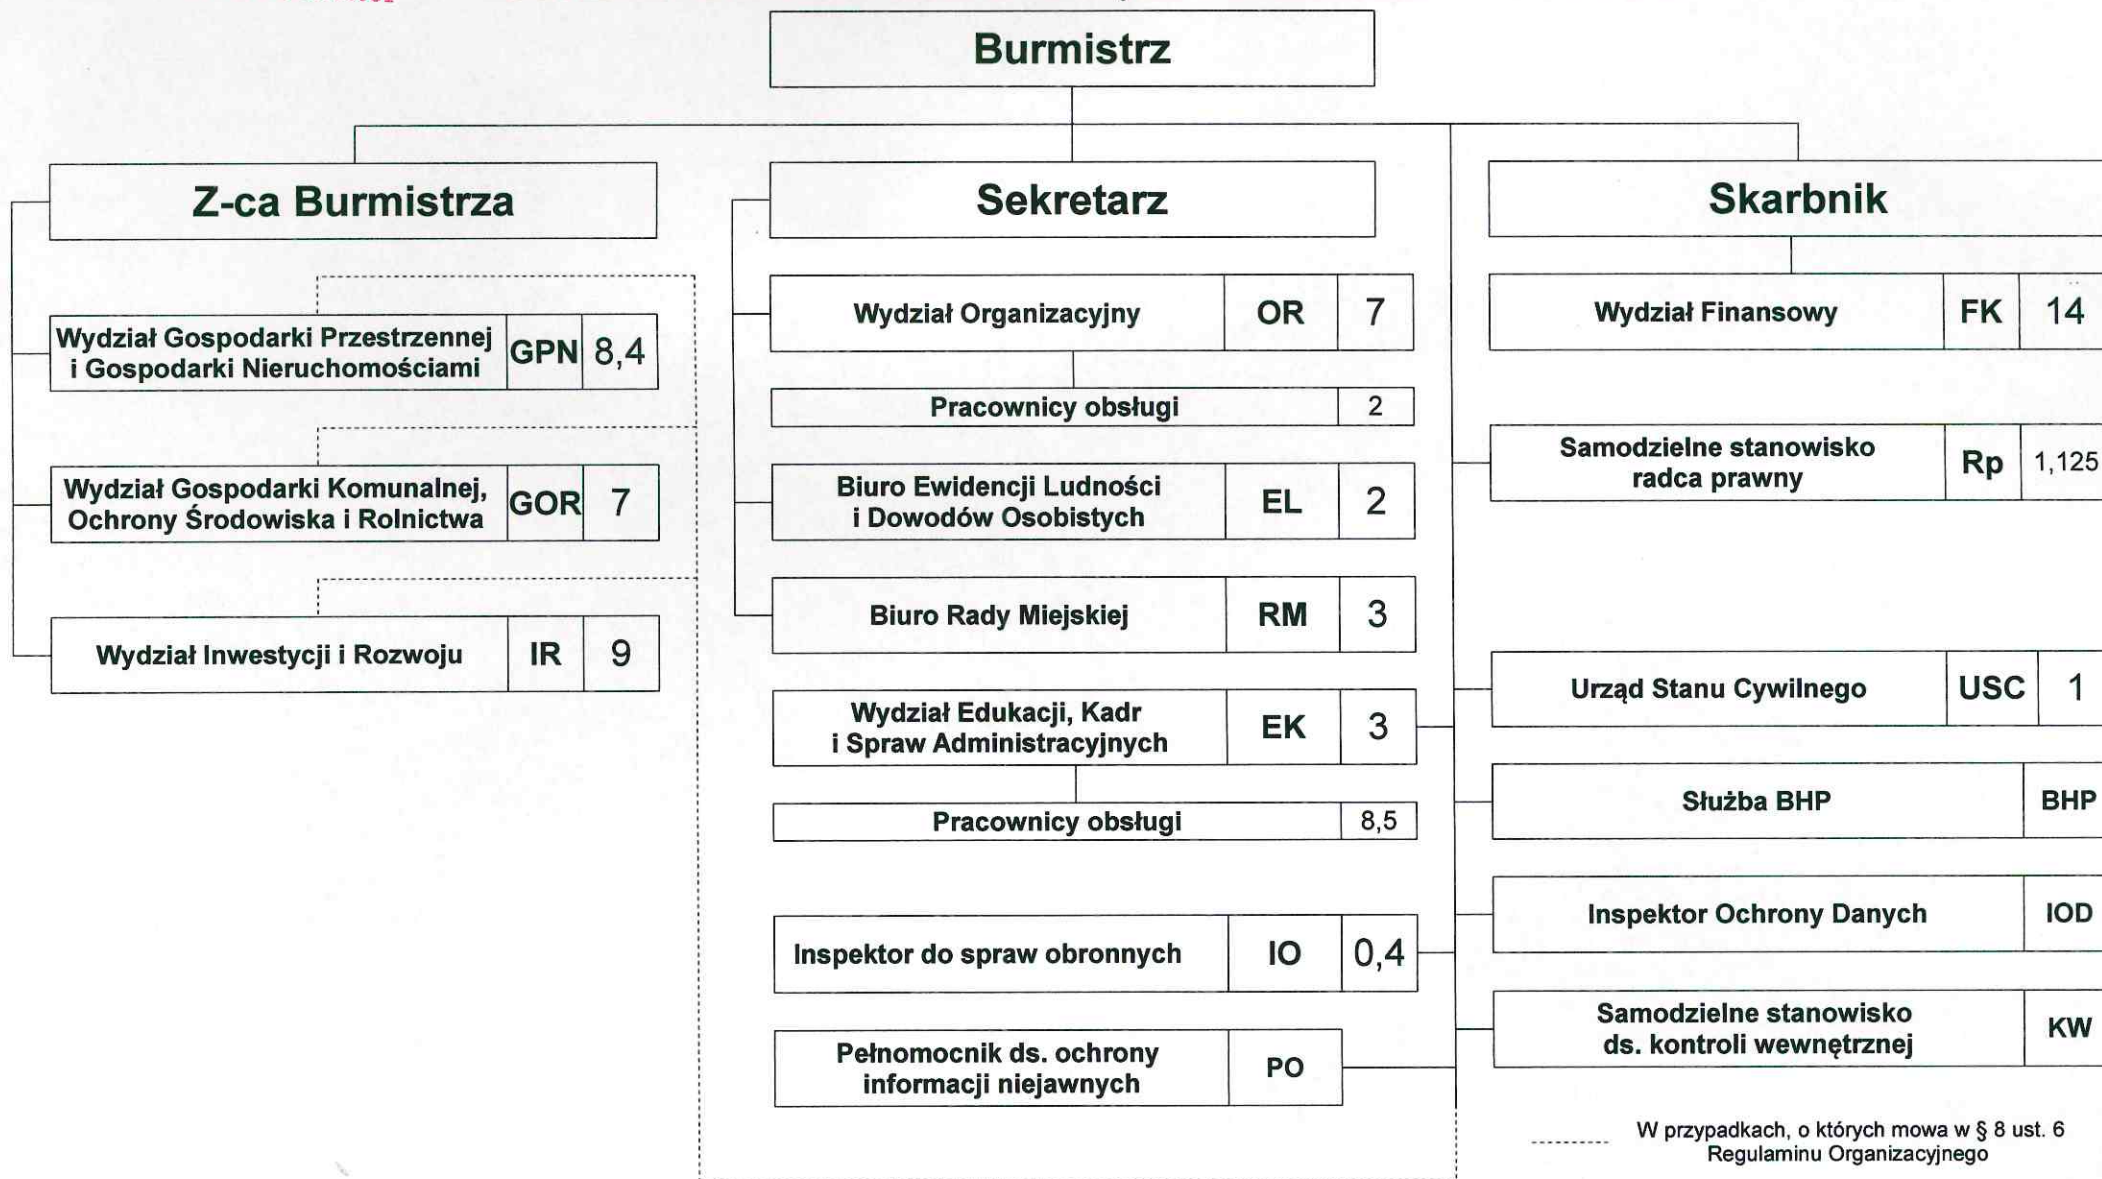 Burmistrz
Z-ca Burmistrza
Wydział Gospodarki Przestrzennej
i Gospodarki Nieruchomościami
GPN
8,4
Wydział Gospodarki Komunalnej,
Ochrony Środowiska i Rolnictwa
GOR
7
Wydział Inwestycji i Rozwoju
IR
9
Sekretarz
Wydział Organizacyjny
OR
7
Pracownicy obsługi
2
Biuro Ewidencji Ludności
i Dowodów Osobistych
EL
2
Biuro Rady Miejskiej
RM
3
Wydział Edukacji, Kadr
i Spraw Administracyjnych
EK
3
Pracownicy obsługi
8,5
Inspektor do spraw obronnych
IO
0,4
Pełnomocnik ds. ochrony
informacji niejawnych
PO
Skarbnik
Wydział Finansowy
FK
14
Samodzielne stanowisko
radca prawny
Rp
1,125
Urząd Stanu Cywilnego
USC
1
Służba BHP
BHP
Inspektor Ochrony Danych
IOD
Samodzielne stanowisko
ds. kontroli wewnętrznej
KW
W przypadkach, o których mowa w § 8 ust. 6
Regulaminu Organizacyjnego